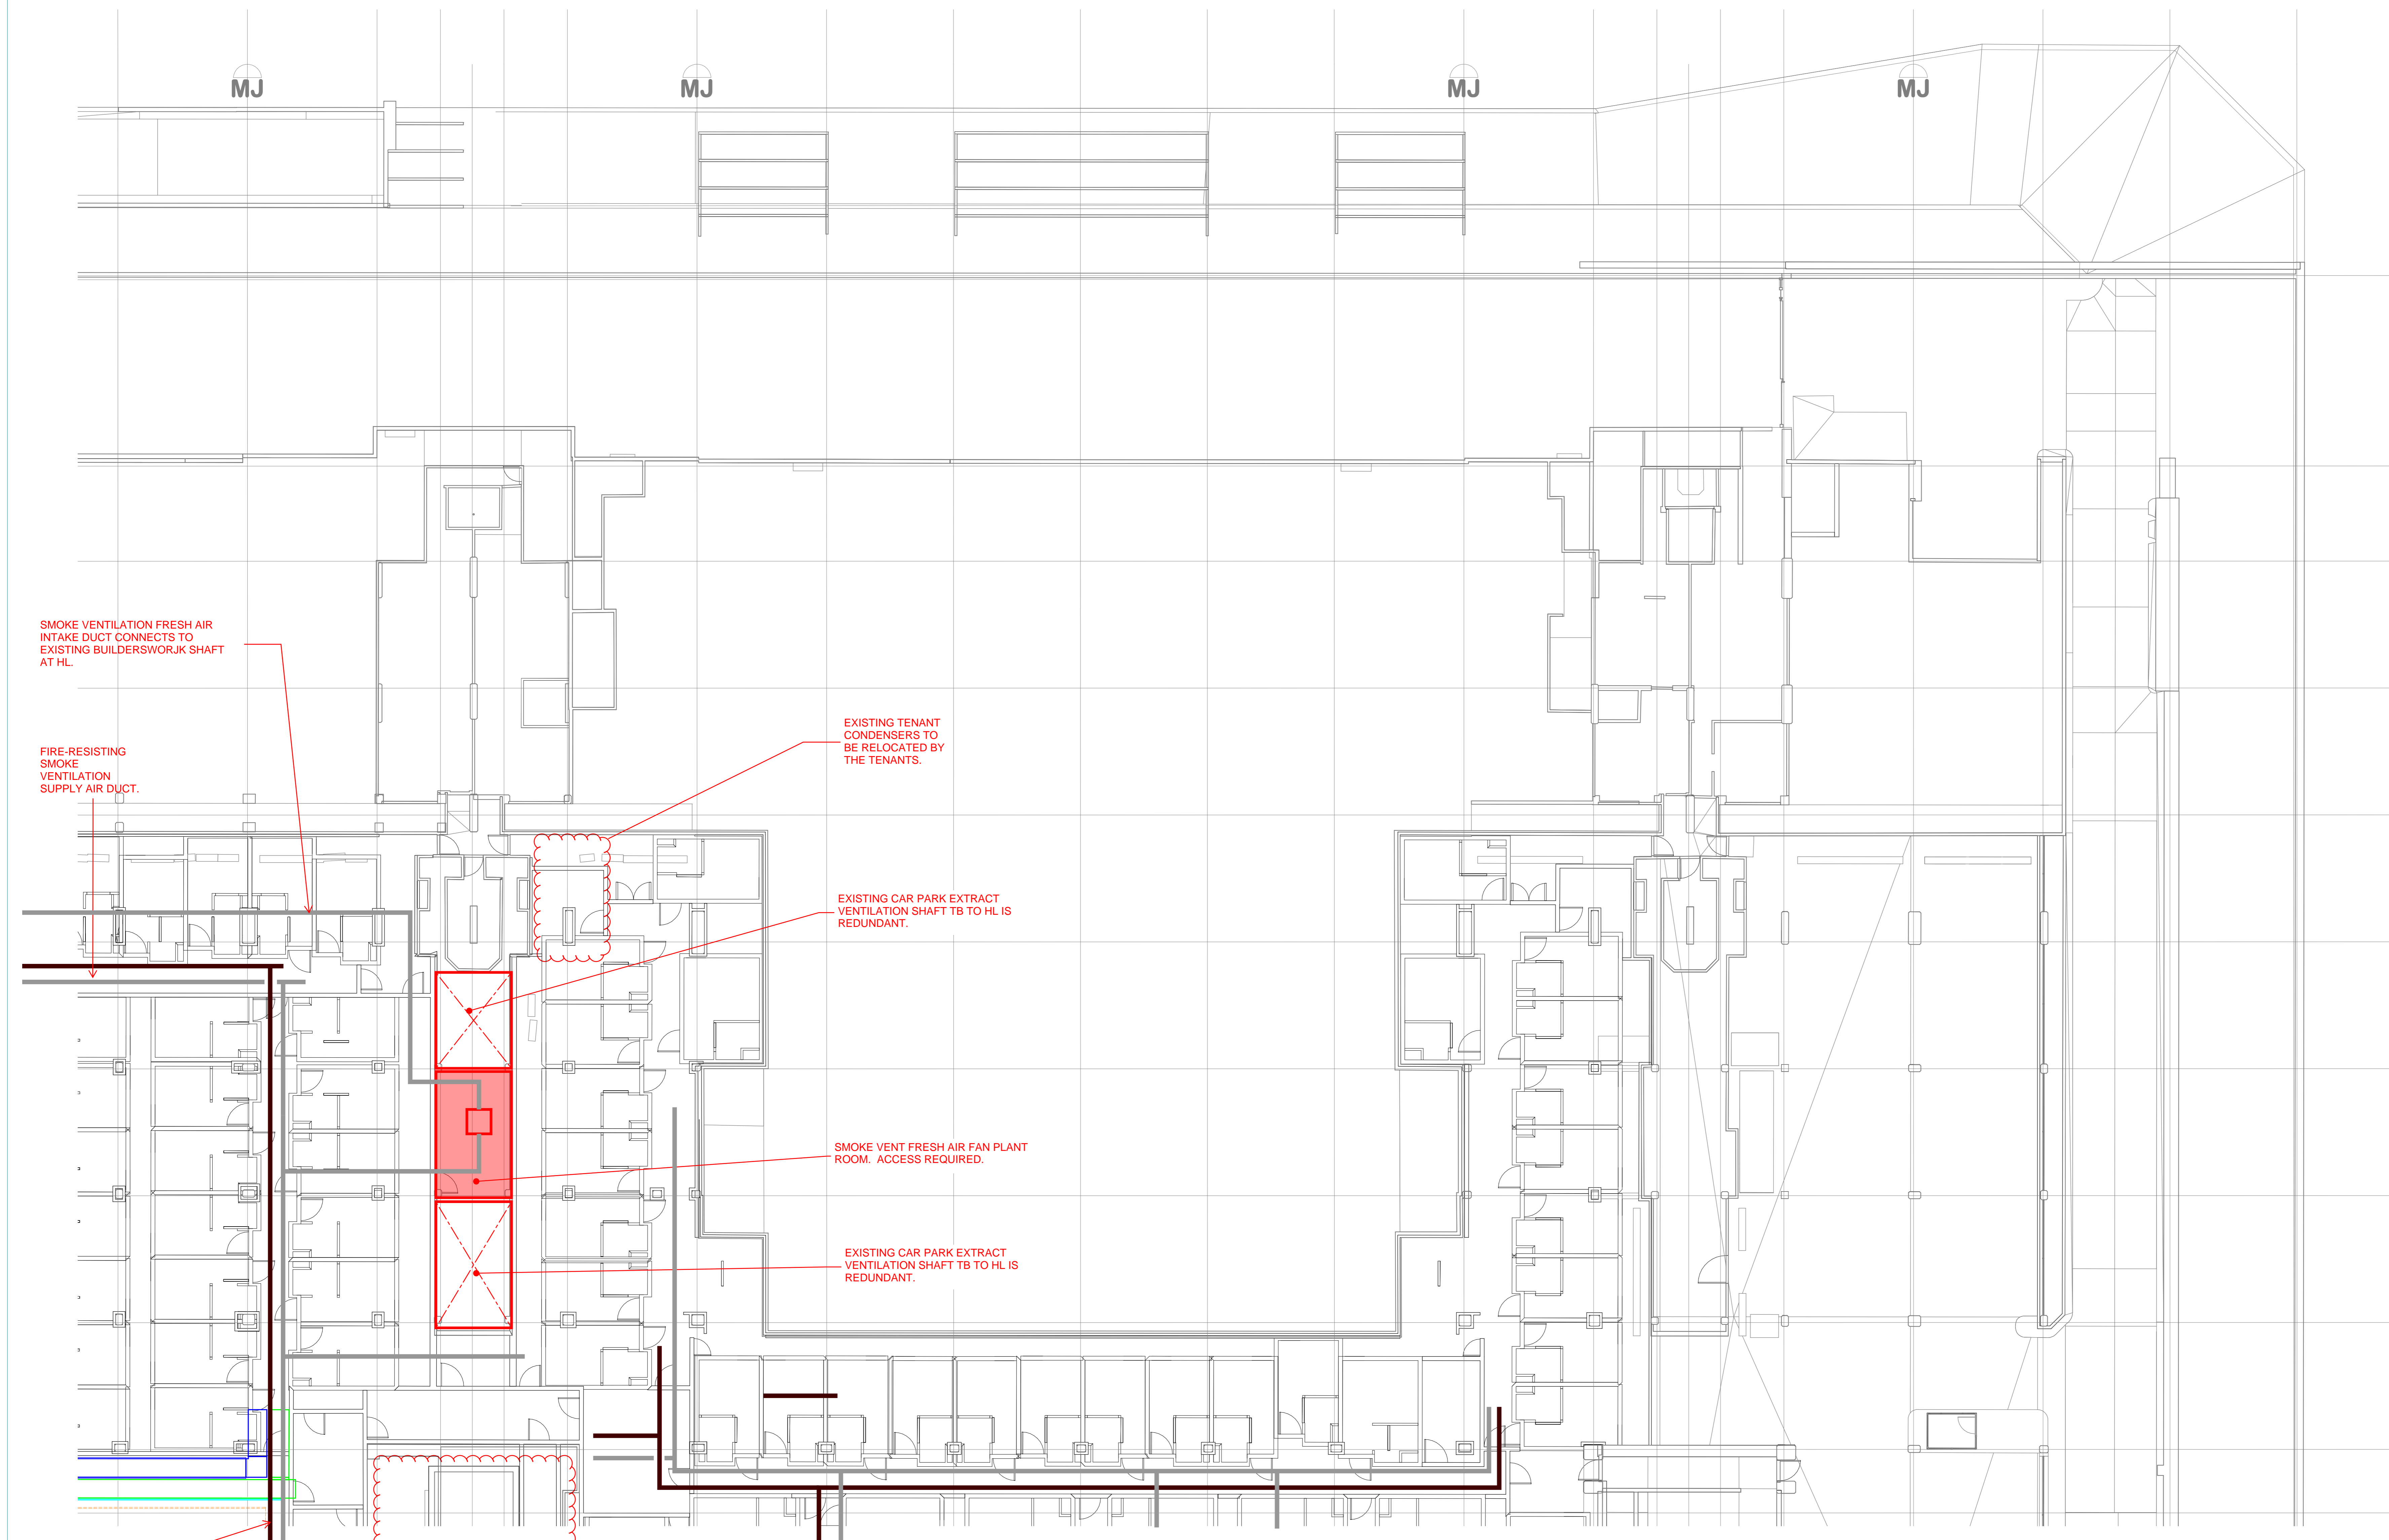 MJ
MJ
MJ
MJ
SMOKE VENTILATION FRESH AIR
INTAKE DUCT CONNECTS TO
EXISTING BUILDERSWORJK SHAFT
AT HL.
EXISTING TENANT
CONDENSERS TO
BE RELOCATED BY
THE TENANTS.
FIRE-RESISTING
SMOKE
VENTILATION
SUPPLY AIR DUCT.
EXISTING CAR PARK EXTRACT
VENTILATION SHAFT TB TO HL IS
REDUNDANT.
SMOKE VENT FRESH AIR FAN PLANT
ROOM.  ACCESS REQUIRED.
EXISTING CAR PARK EXTRACT
VENTILATION SHAFT TB TO HL IS
REDUNDANT.